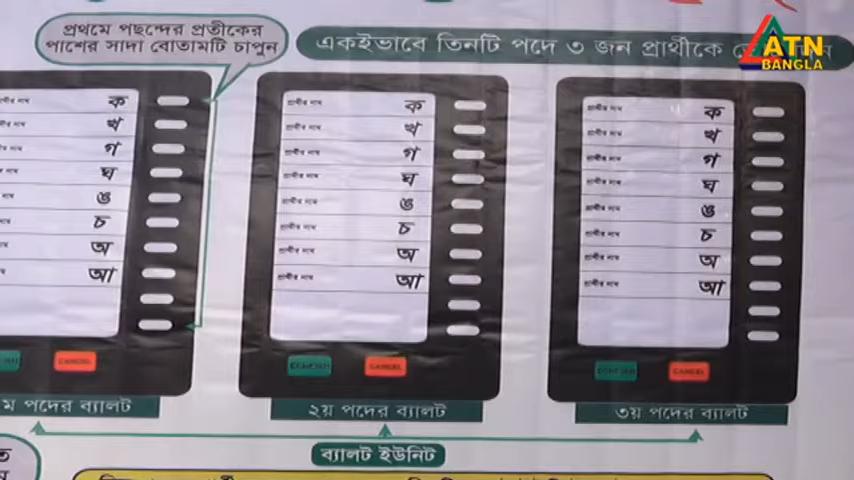 প্রথমে পছন্দের প্রতীকের
পাশের সাদা বোতামটি চাপুন
একইভাবে তিনটি পদে ৩ জন প্রার্থীকে
ATN
BANGLA
প্রার্থীর নাম ক
প্রার্থীর নাম খ
প্রার্থীর নাম গ
প্রার্থীর নাম ঘ
প্রার্থীর নাম ঙ
প্রার্থীর নাম চ
প্রার্থীর নাম অ
প্রার্থীর নাম আ
CANCEL
পদের ব্যালট
প্রার্থীর নাম ক
প্রার্থীর নাম খ
প্রার্থীর নাম গ
প্রার্থীর নাম ঘ
প্রার্থীর নাম ঙ
প্রার্থীর নাম চ
প্রার্থীর নাম অ
প্রার্থীর নাম আ
CONFIRM CANCEL
২য় পদের ব্যালট
প্রার্থীর নাম ক
প্রার্থীর নাম খ
প্রার্থীর নাম গ
প্রার্থীর নাম ঘ
প্রার্থীর নাম ঙ
প্রার্থীর নাম চ
প্রার্থীর নাম অ
প্রার্থীর নাম আ
CONFIRM CANCEL
৩য় পদের ব্যালট
ব্যালট ইউনিট